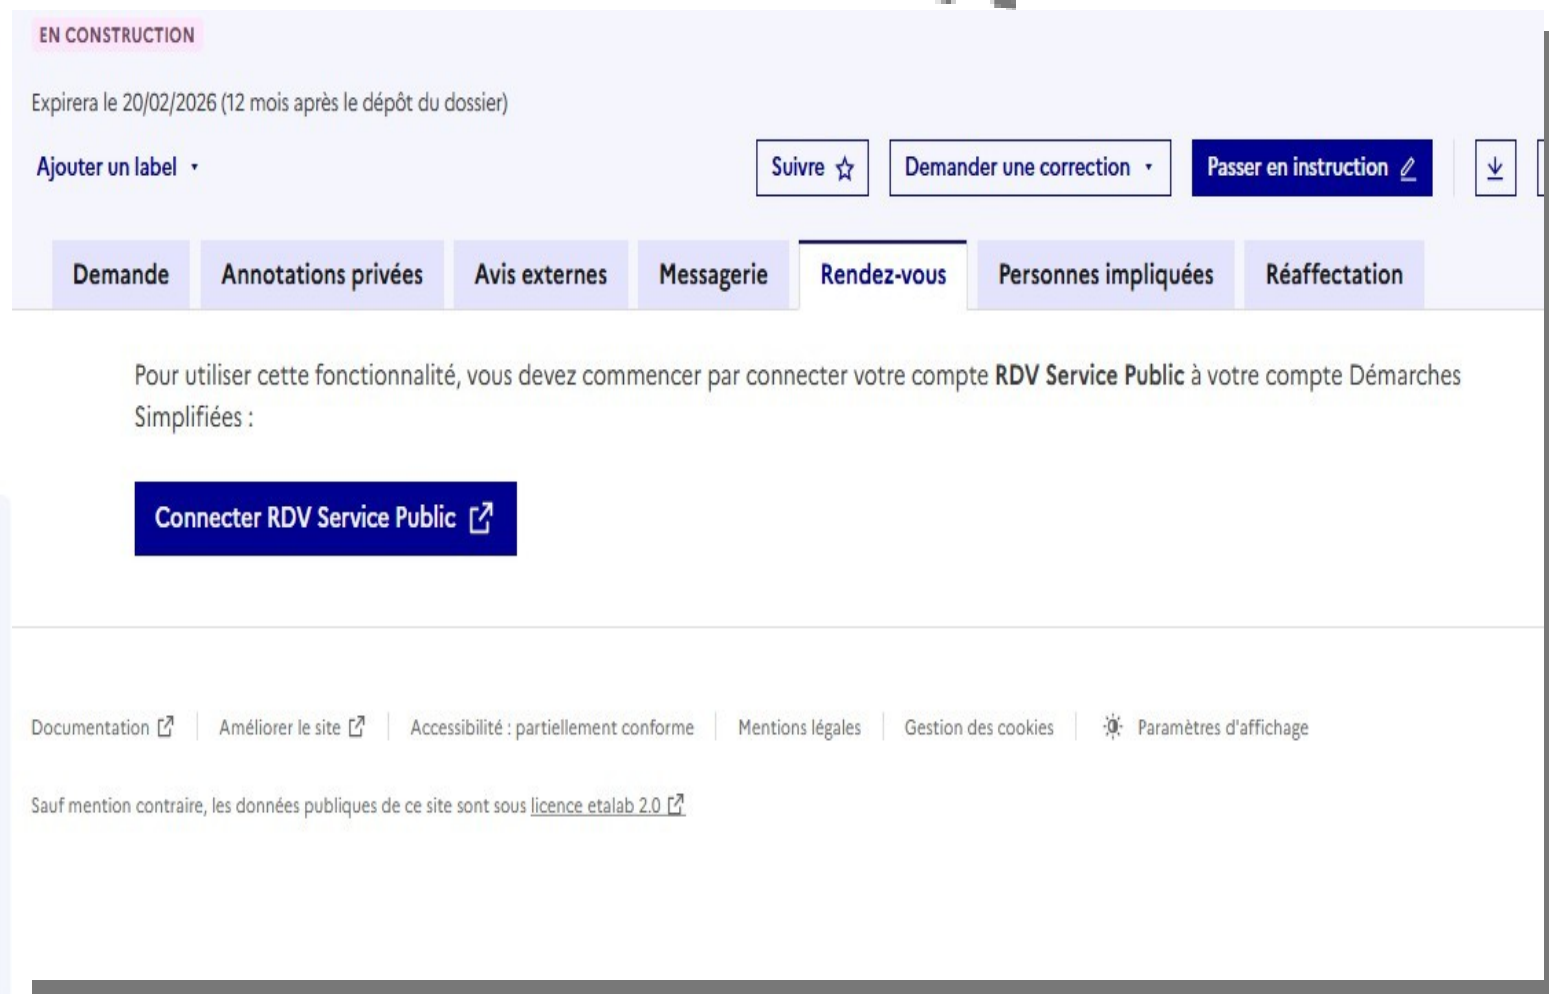 EN CONSTRUCTION
Expirera le 20/02/2026 (12 mois après le dépôt du dossier)
Ajouter un label
Suivre
Demander une correction
Passer en instruction
Demande
Annotations privées
Avis externes
Messagerie
Rendez-vous
Personnes impliquées
Réaffectation
Pour utiliser cette fonctionnalité, vous devez commencer par connecter votre compte RDV Service Public à votre compte Démarches
Simplifiées :
Connecter RDV Service Public
Documentation
Améliorer le site
Accessibilité : partiellement conforme
Mentions légales
Gestion des cookies
Paramètres d'affichage
Sauf mention contraire, les données publiques de ce site sont sous licence etalab 2.0